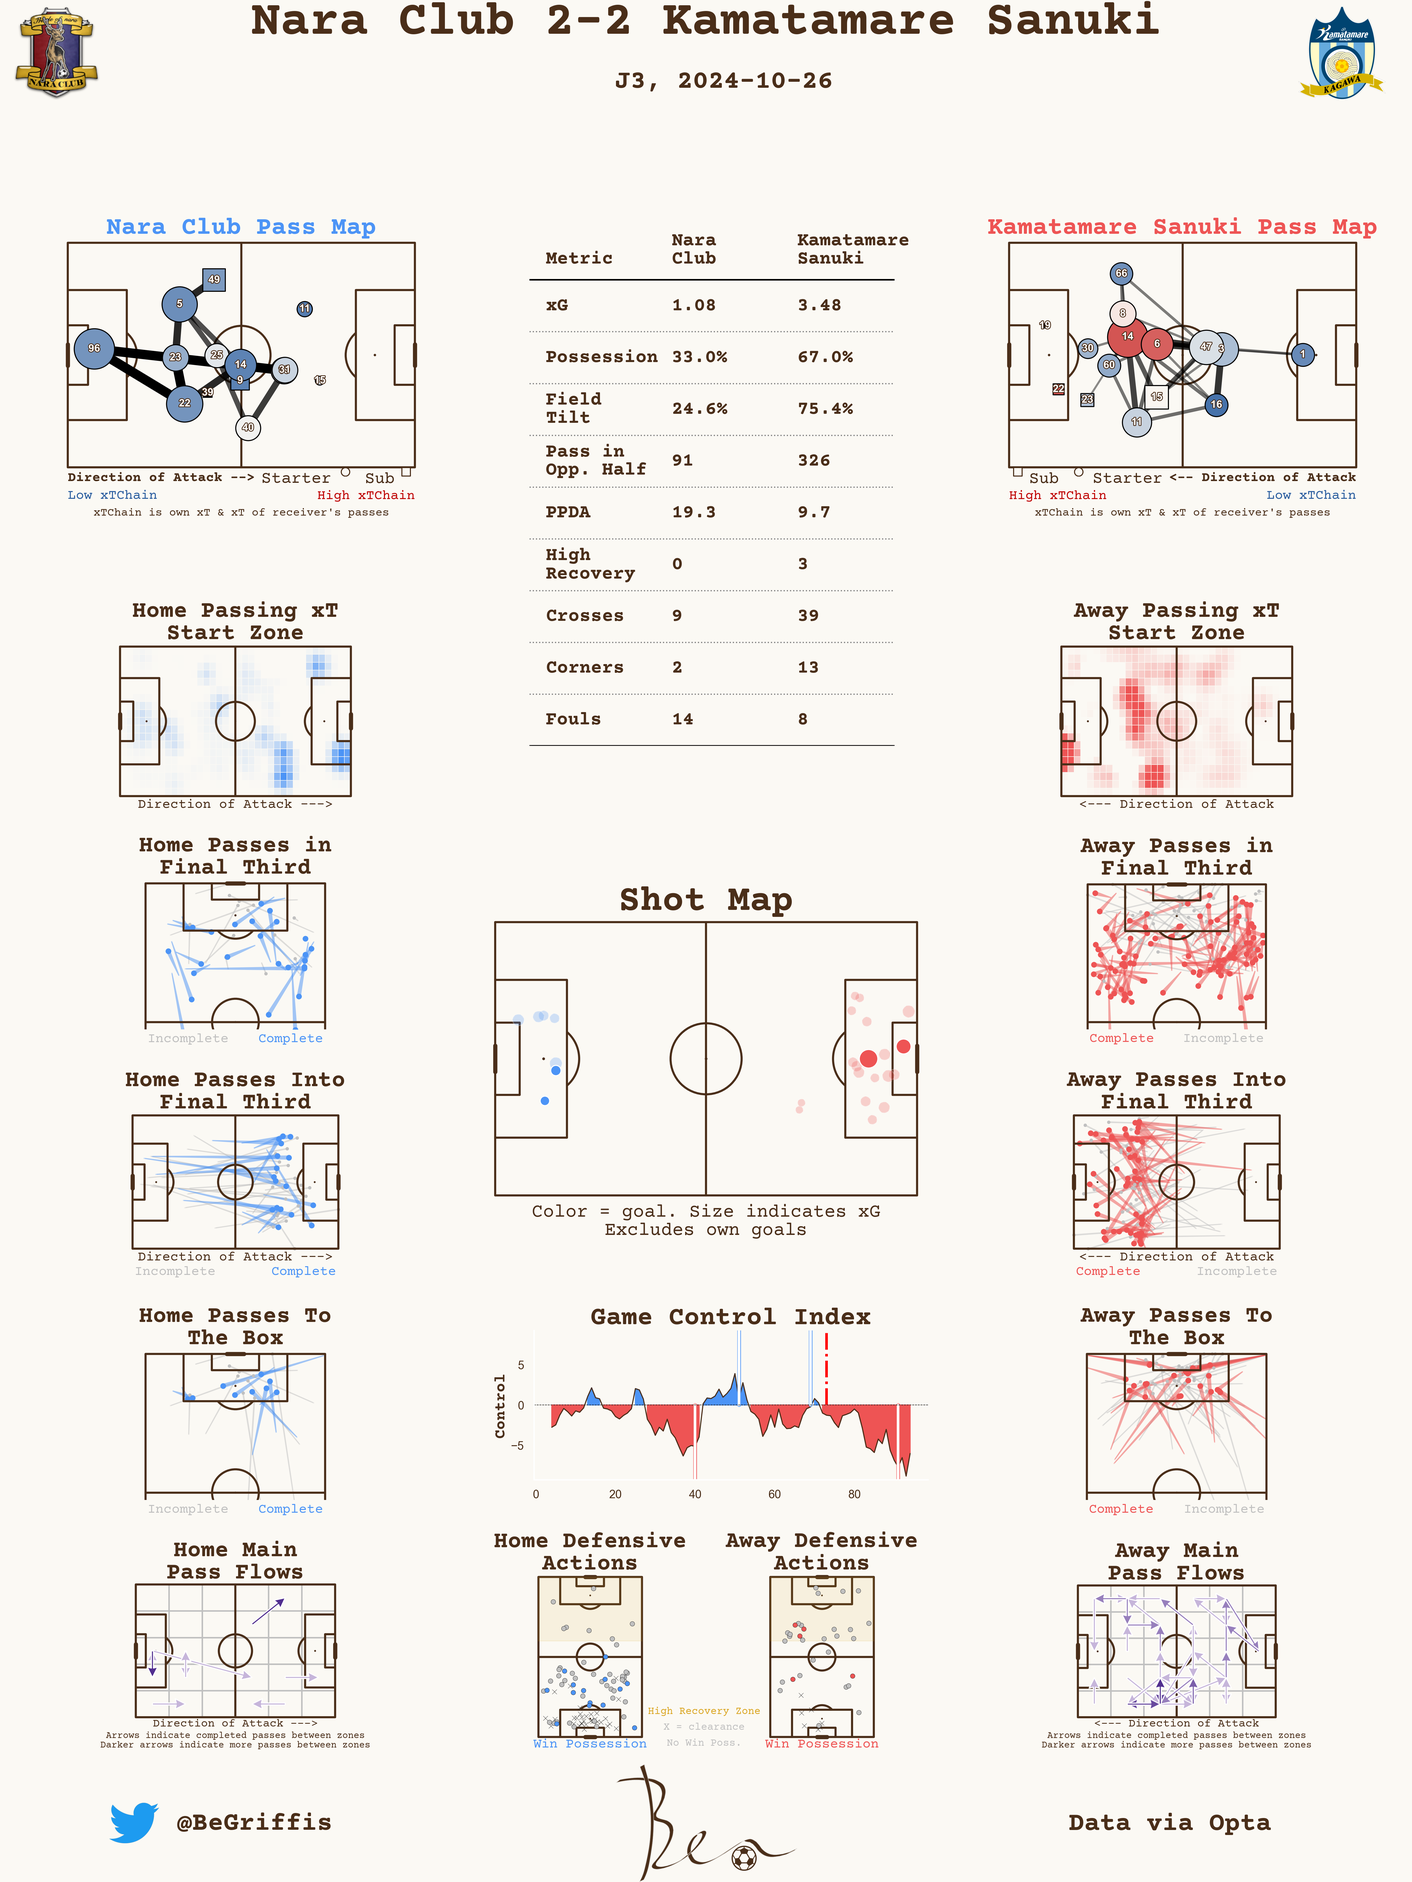 Nara Club 2-2 Kamatamare Sanuki
J3, 2024-10-26
NARA CLUB
Kamatamare
SANUKI
KAGAWA
Nara Club Pass Map
49
5
11
96
23
25
14
31
9
15
39
22
40
Direction of Attack --> Starter Sub
Low xTChain High xTChain
xTChain is own xT & xT of receiver's passes
Metric Nara Club Kamatamare Sanuki
xG 1.08 3.48
Possession 33.0% 67.0%
Field Tilt 24.6% 75.4%
Pass in Opp. Half 91 326
PPDA 19.3 9.7
High Recovery 0 3
Crosses 9 39
Corners 2 13
Fouls 14 8
Kamatamare Sanuki Pass Map
66
8
19
14
6
30
47
3
1
60
22
23
15
16
11
Sub Starter <-- Direction of Attack
High xTChain Low xTChain
xTChain is own xT & xT of receiver's passes
Home Passing xT
Start Zone
Direction of Attack --->
Away Passing xT
Start Zone
<--- Direction of Attack
Home Passes in
Final Third
Incomplete Complete
Shot Map
Color = goal. Size indicates xG
Excludes own goals
Away Passes in
Final Third
Complete Incomplete
Home Passes Into
Final Third
Direction of Attack --->
Incomplete Complete
Away Passes Into
Final Third
<--- Direction of Attack
Complete Incomplete
Home Passes To
The Box
Incomplete Complete
Game Control Index
Control
5
0
−5
0 20 40 60 80
Away Passes To
The Box
Complete Incomplete
Home Main
Pass Flows
Direction of Attack --->
Arrows indicate completed passes between zones
Darker arrows indicate more passes between zones
Home Defensive
Actions
Win Possession
High Recovery Zone
X = clearance
No Win Poss.
Away Defensive
Actions
Win Possession
Away Main
Pass Flows
<--- Direction of Attack
Arrows indicate completed passes between zones
Darker arrows indicate more passes between zones
@BeGriffis
Ben
Data via Opta